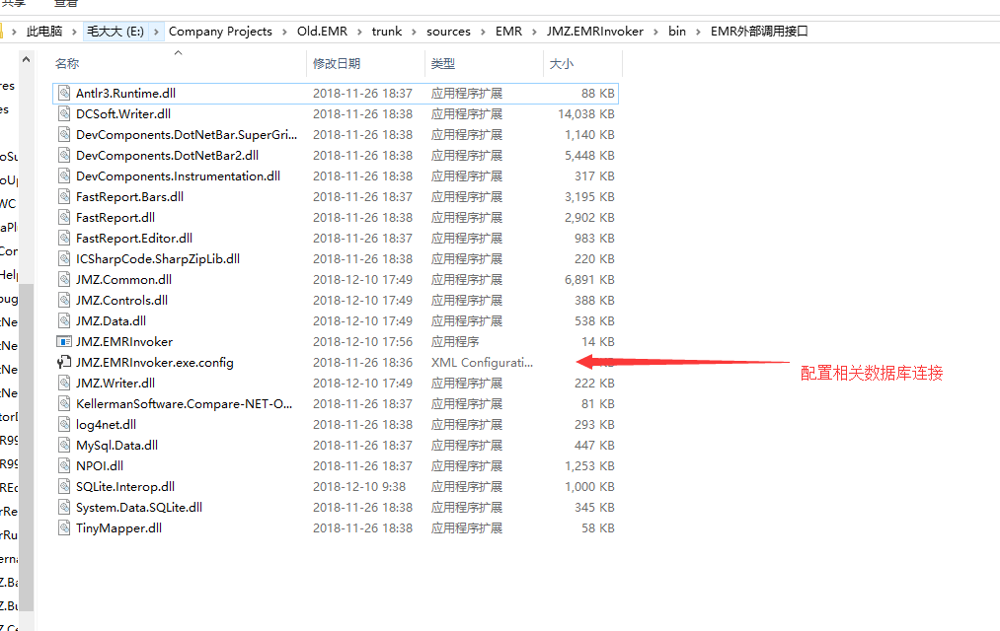 共享 查看
此电脑 › 毛大大 (E:) › Company Projects › Old.EMR › trunk › sources › EMR › JMZ.EMRInvoker › bin › EMR外部调用接口
名称 修改日期 类型 大小
Antlr3.Runtime.dll 2018-11-26 18:37 应用程序扩展 88 KB
DCSoft.Writer.dll 2018-11-26 18:38 应用程序扩展 14,038 KB
DevComponents.DotNetBar.SuperGri... 2018-11-26 18:38 应用程序扩展 1,140 KB
DevComponents.DotNetBar2.dll 2018-11-26 18:38 应用程序扩展 5,448 KB
DevComponents.Instrumentation.dll 2018-11-26 18:38 应用程序扩展 317 KB
FastReport.Bars.dll 2018-11-26 18:37 应用程序扩展 3,195 KB
FastReport.dll 2018-11-26 18:38 应用程序扩展 2,902 KB
FastReport.Editor.dll 2018-11-26 18:37 应用程序扩展 983 KB
ICSharpCode.SharpZipLib.dll 2018-11-26 18:38 应用程序扩展 220 KB
JMZ.Common.dll 2018-12-10 17:49 应用程序扩展 6,891 KB
JMZ.Controls.dll 2018-12-10 17:49 应用程序扩展 388 KB
JMZ.Data.dll 2018-12-10 17:49 应用程序扩展 538 KB
JMZ.EMRInvoker 2018-12-10 17:56 应用程序 14 KB
JMZ.EMRInvoker.exe.config 2018-11-26 18:36 XML Configurati... KB
配置相关数据库连接
JMZ.Writer.dll 2018-12-10 17:49 应用程序扩展 222 KB
KellermanSoftware.Compare-NET-O... 2018-11-26 18:37 应用程序扩展 81 KB
log4net.dll 2018-11-26 18:38 应用程序扩展 293 KB
MySql.Data.dll 2018-11-26 18:37 应用程序扩展 447 KB
NPOI.dll 2018-11-26 18:37 应用程序扩展 1,253 KB
SQLite.Interop.dll 2018-12-10 9:38 应用程序扩展 1,000 KB
System.Data.SQLite.dll 2018-11-26 18:38 应用程序扩展 345 KB
TinyMapper.dll 2018-11-26 18:38 应用程序扩展 58 KB